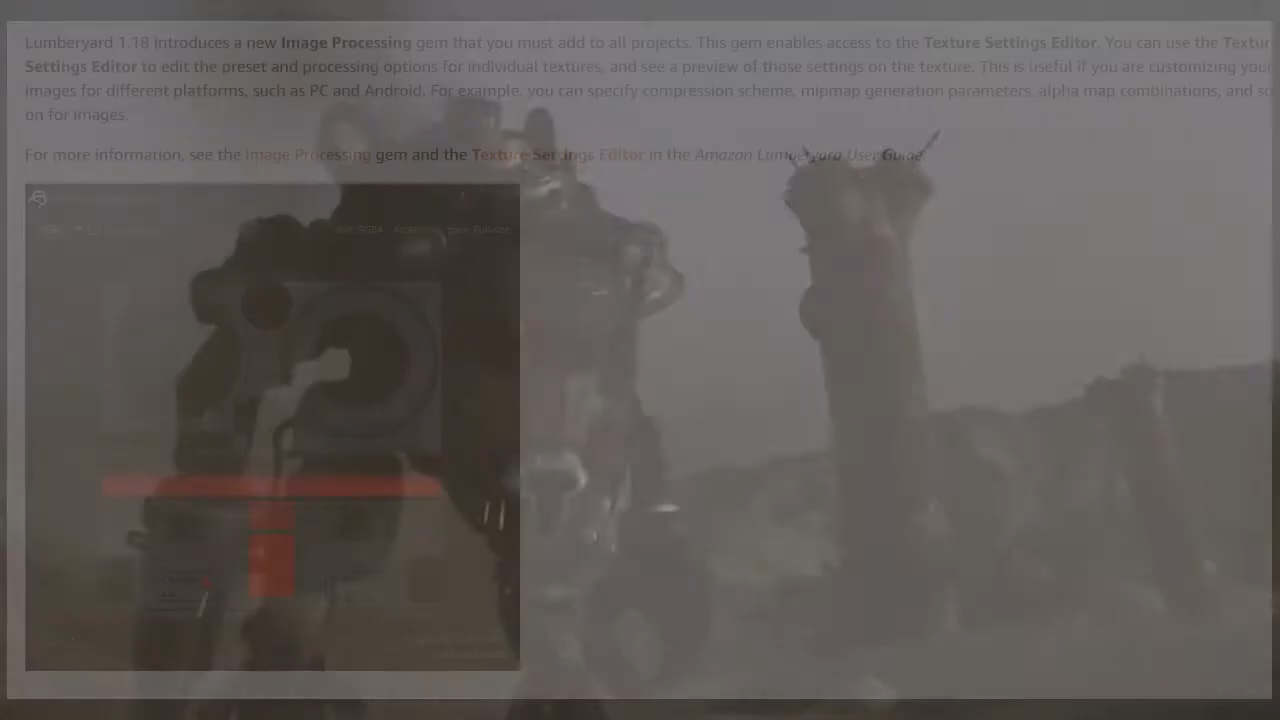 Lumberyard 1.18 introduces a new Image Processing gem that you must add to all projects. This gem enables access to the Texture Settings Editor. You can use the Textur
Settings Editor to edit the preset and processing options for individual textures, and see a preview of those settings on the texture. This is useful if you are customizing your
images for different platforms, such as PC and Android. For example, you can specify compression scheme, mipmap generation parameters, alpha map combinations, and so
on for images.
For more information, see the Image Processing gem and the Texture Settings Editor in the Amazon Lumberyard User Guide
RGBA